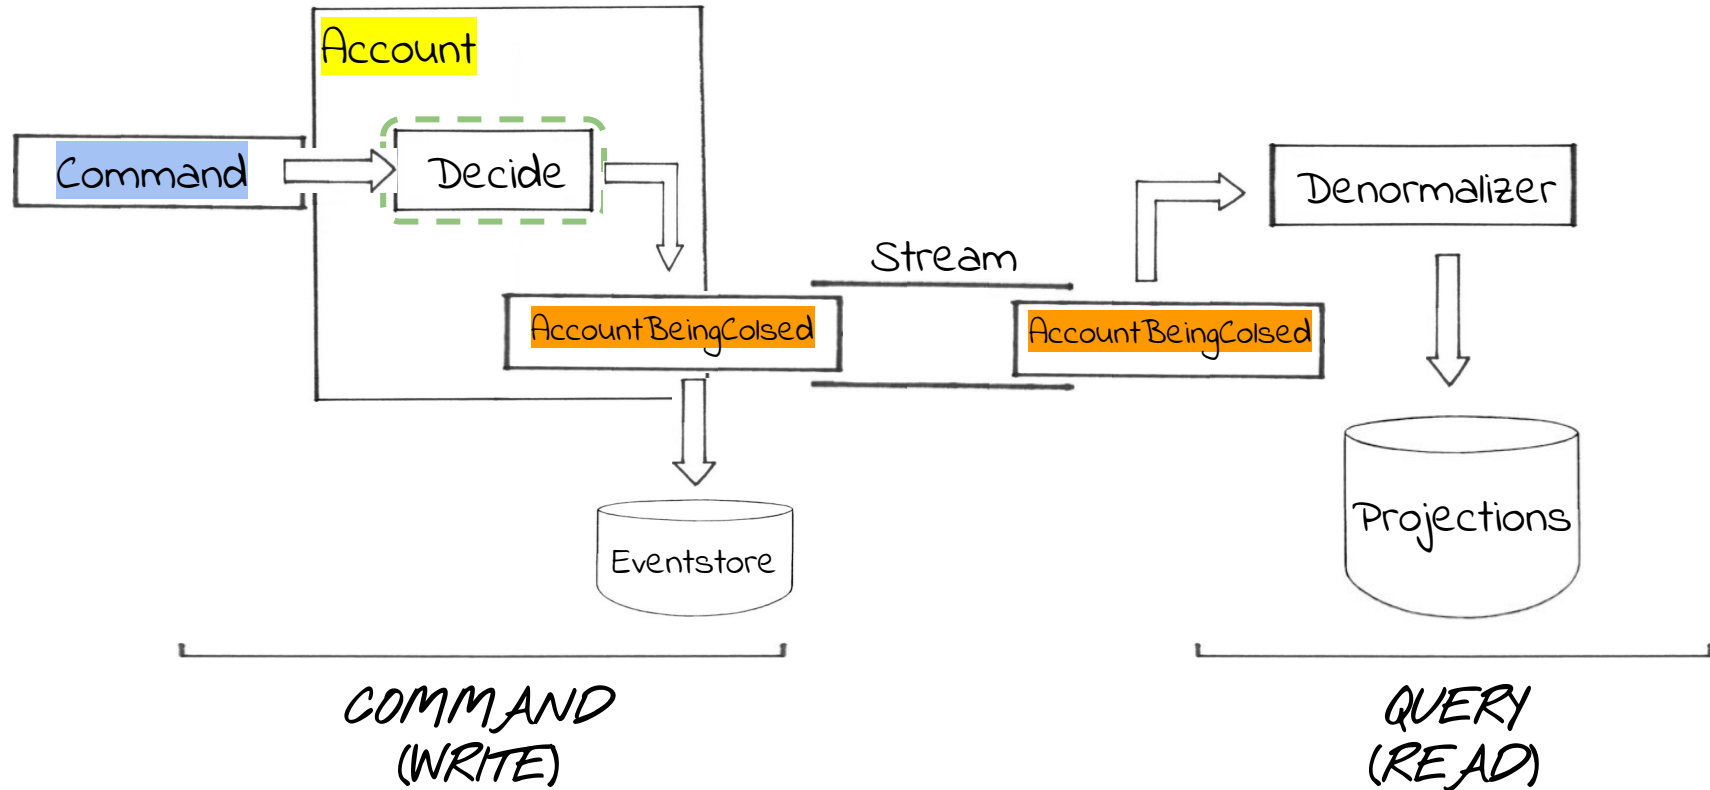 Account
Command
Decide
Denormalizer
Stream
AccountBeingColsed
AccountBeingColsed
Projections
Eventstore
COMMAND
(WRITE)
QUERY
(READ)